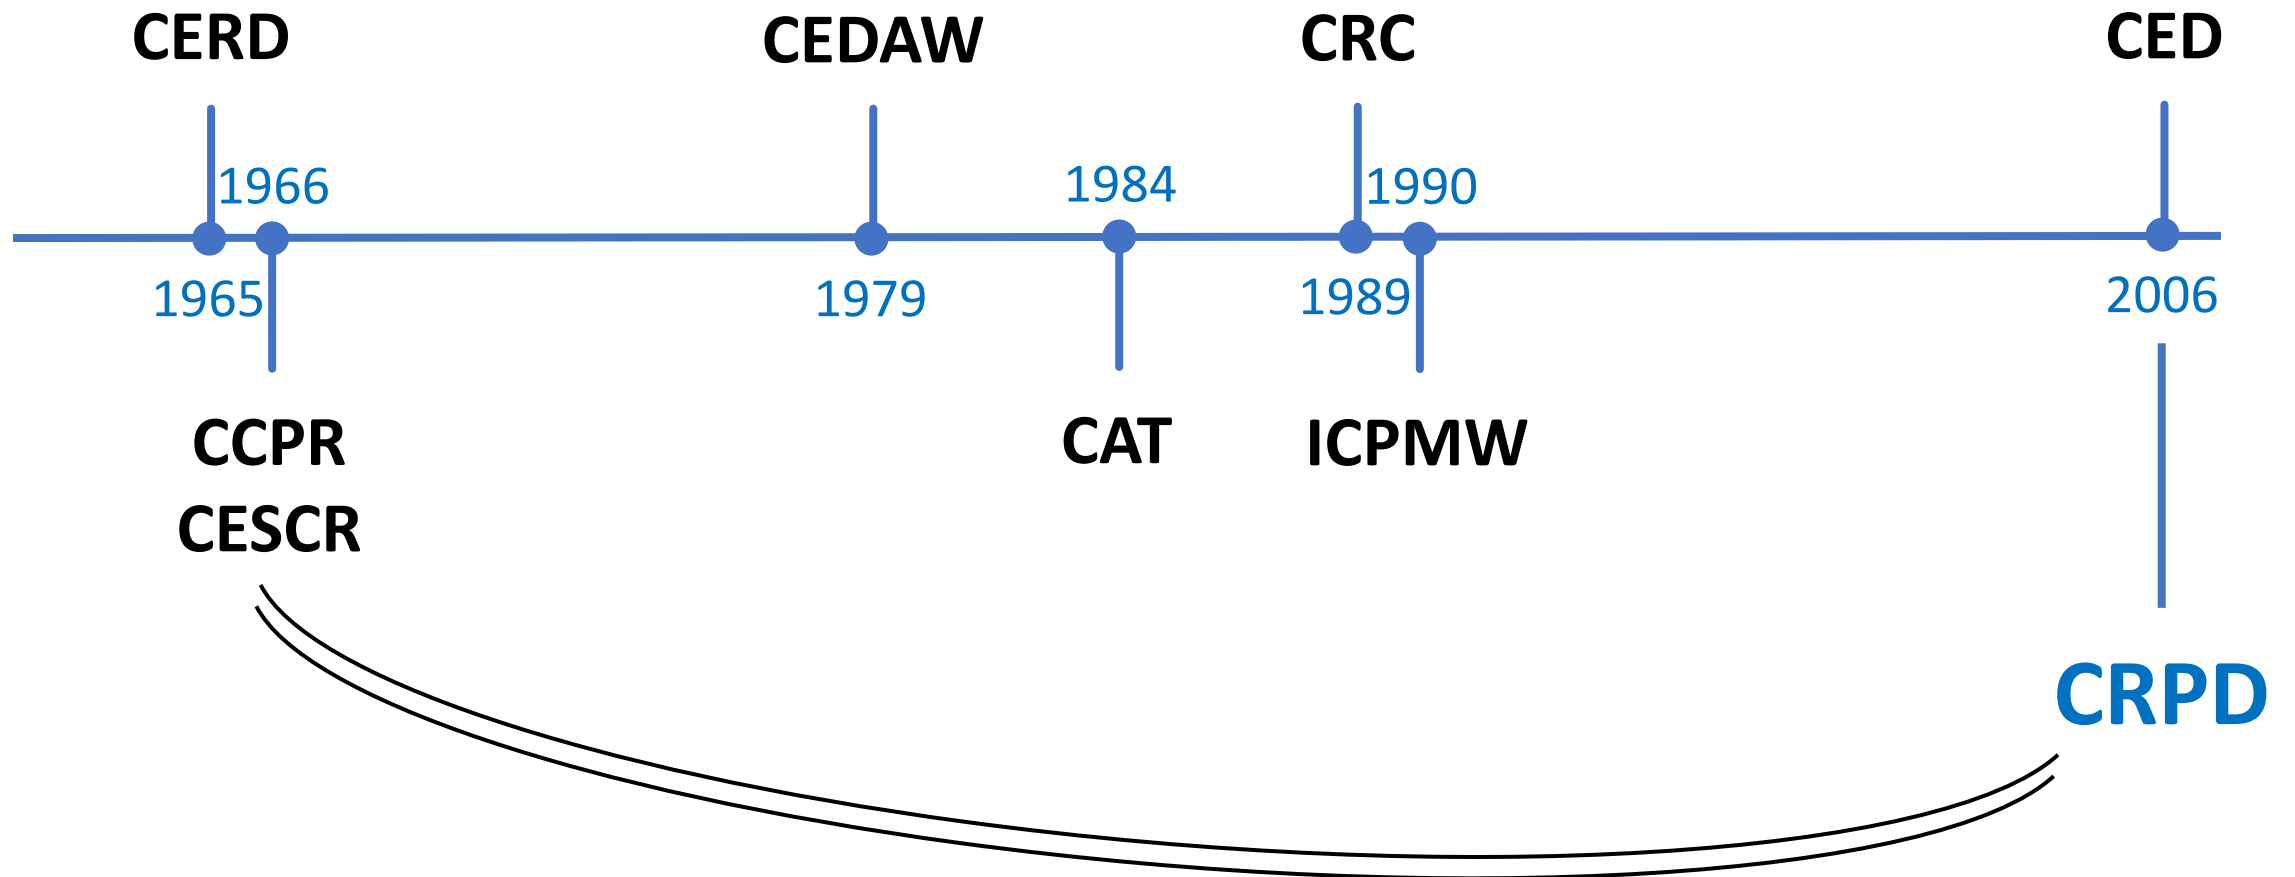 CERD
CEDAW
CRC
CED
1966
1984
1990
1965
1979
1989
2006
CCPR
CESCR
CAT
ICPMW
CRPD